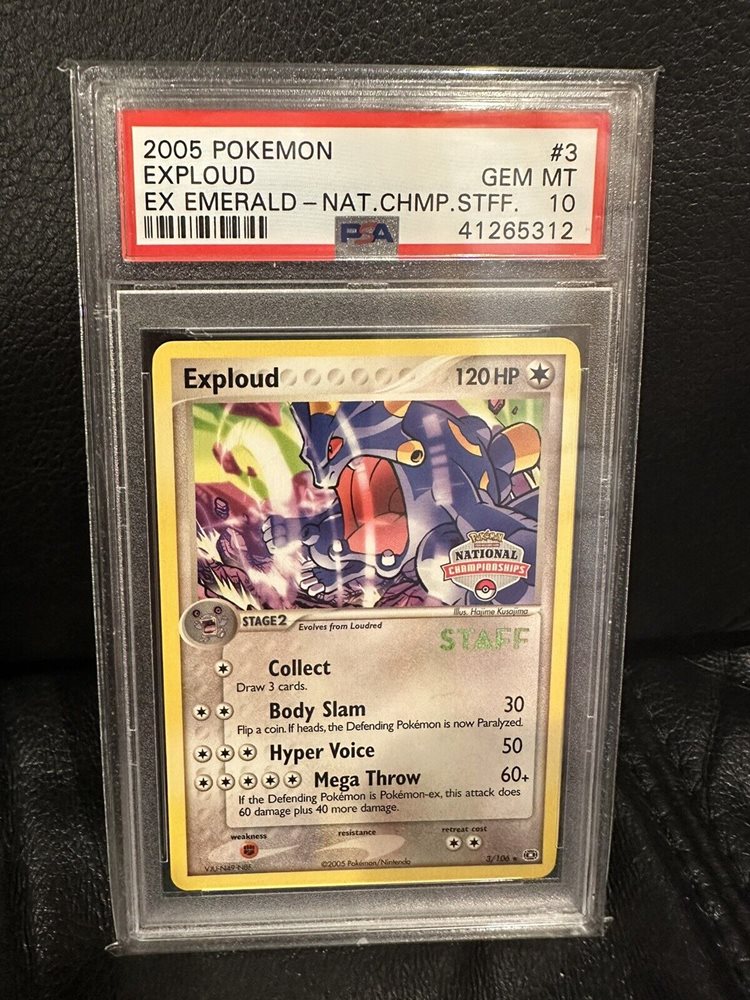 2005 POKEMON #3
EXPLOUD GEM MT
EX EMERALD - NAT.CHMP.STFF. 10
PSA 41265312
Exploud 120 HP
Pokémon
NATIONAL
CHAMPIONSHIPS
Illus. Hajime Kusajima
STAGE 2 Evolves from Loudred
STAFF
Collect
Draw 3 cards.
Body Slam 30
Flip a coin. If heads, the Defending Pokémon is now Paralyzed.
Hyper Voice 50
Mega Throw 60+
If the Defending Pokémon is Pokémon-ex, this attack does
60 damage plus 40 more damage.
weakness resistance retreat cost
©2005 Pokémon/Nintendo 3/106